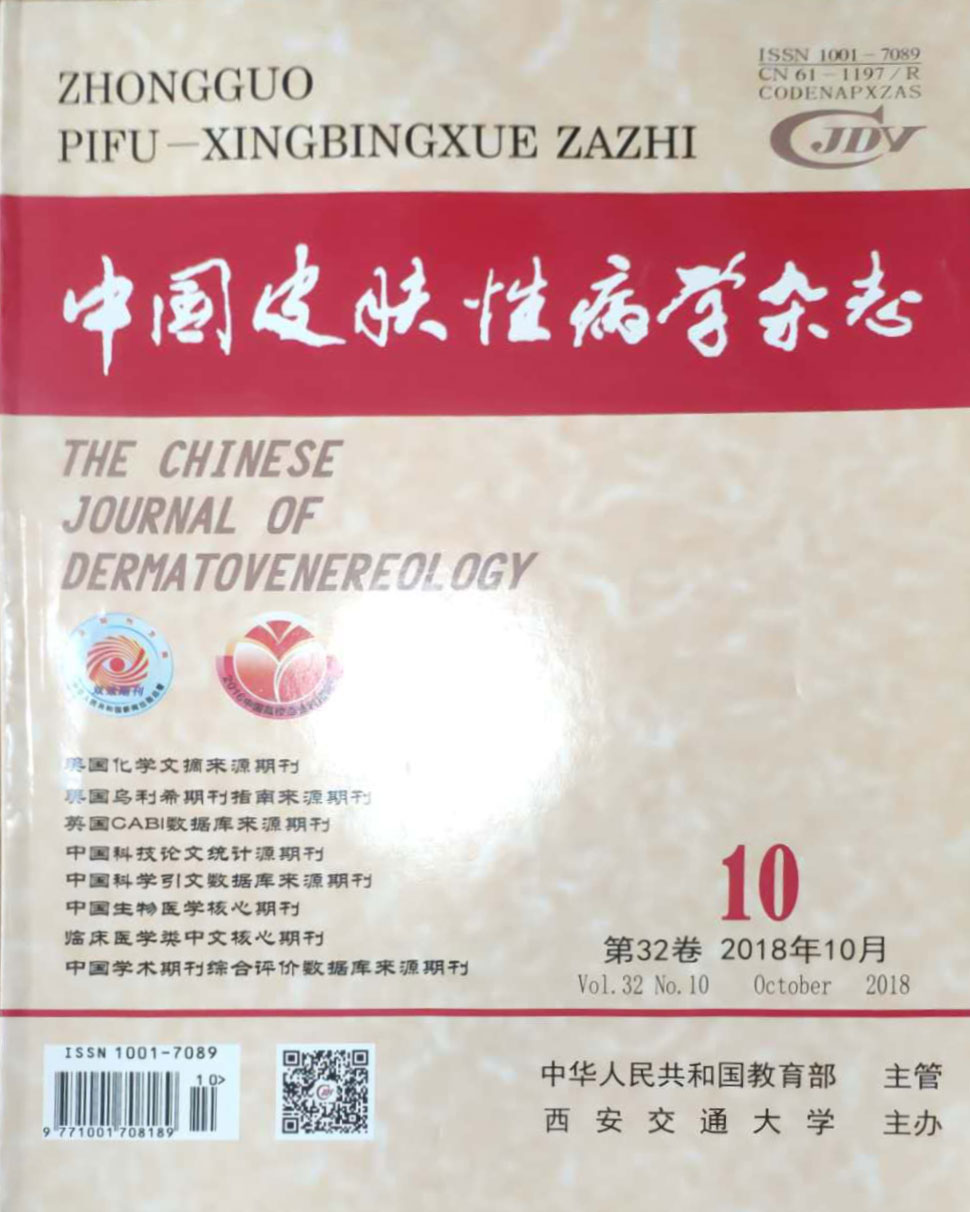 ZHONGGUO
PIFU－XINGBINGXUE ZAZHI
ISSN 1001－7089
CN 61－1197/R
CODENAPXZAS
CJDV
中国皮肤性病学杂志
THE CHINESE
JOURNAL OF
DERMATOVENEREOLOGY
双效期刊
美国化学文摘来源期刊
美国乌利希期刊指南来源期刊
英国CABI数据库来源期刊
中国科技论文统计源期刊
中国科学引文数据库来源期刊
中国生物医学核心期刊
临床医学类中文核心期刊
中国学术期刊综合评价数据库来源期刊
10
第32卷 2018年10月
Vol.32 No.10 October 2018
ISSN 1001-7089
10>
9 771001 708189
中华人民共和国教育部 主管
西安交通大学 主办